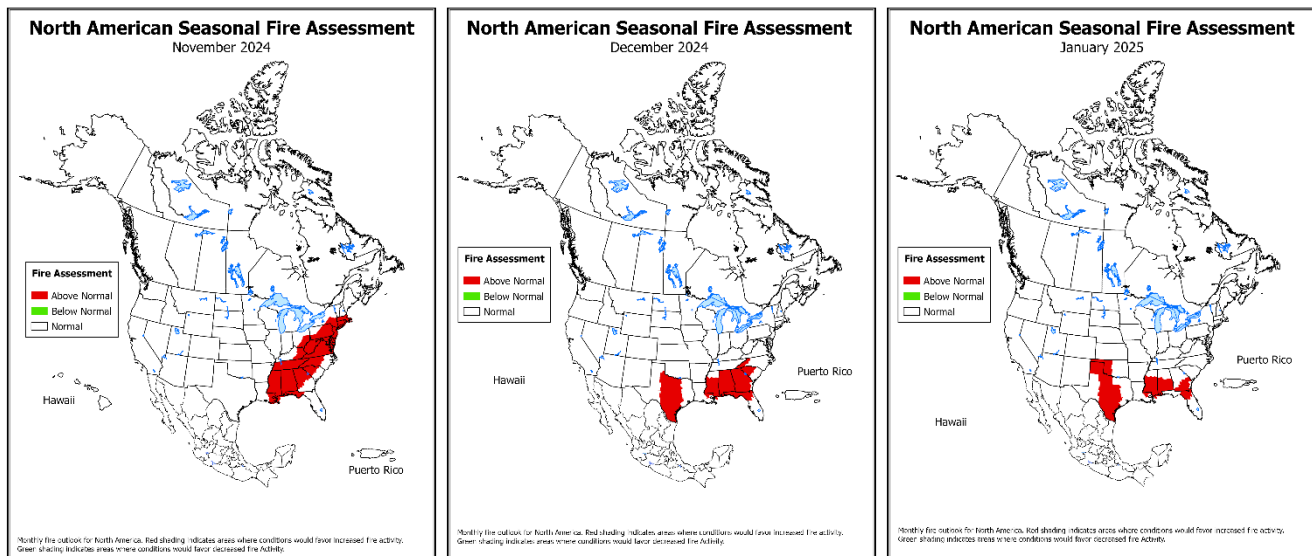 North American Seasonal Fire Assessment
November 2024
Fire Assessment
Above Normal
Below Normal
Normal
Hawaii
Puerto Rico
Monthly fire outlook for North America. Red shading indicates areas where conditions would favor increased fire activity.
Green shading indicates areas where conditions would favor decreased fire Activity.
North American Seasonal Fire Assessment
December 2024
Fire Assessment
Above Normal
Below Normal
Normal
Hawaii
Puerto Rico
Monthly fire outlook for North America. Red shading indicates areas where conditions would favor increased fire activity.
Green shading indicates areas where conditions would favor decreased fire Activity.
North American Seasonal Fire Assessment
January 2025
Fire Assessment
Above Normal
Below Normal
Normal
Puerto Rico
Hawaii
Monthly fire outlook for North America. Red shading indicates areas where conditions would favor increased fire activity.
Green shading indicates areas where conditions would favor decreased fire Activity.